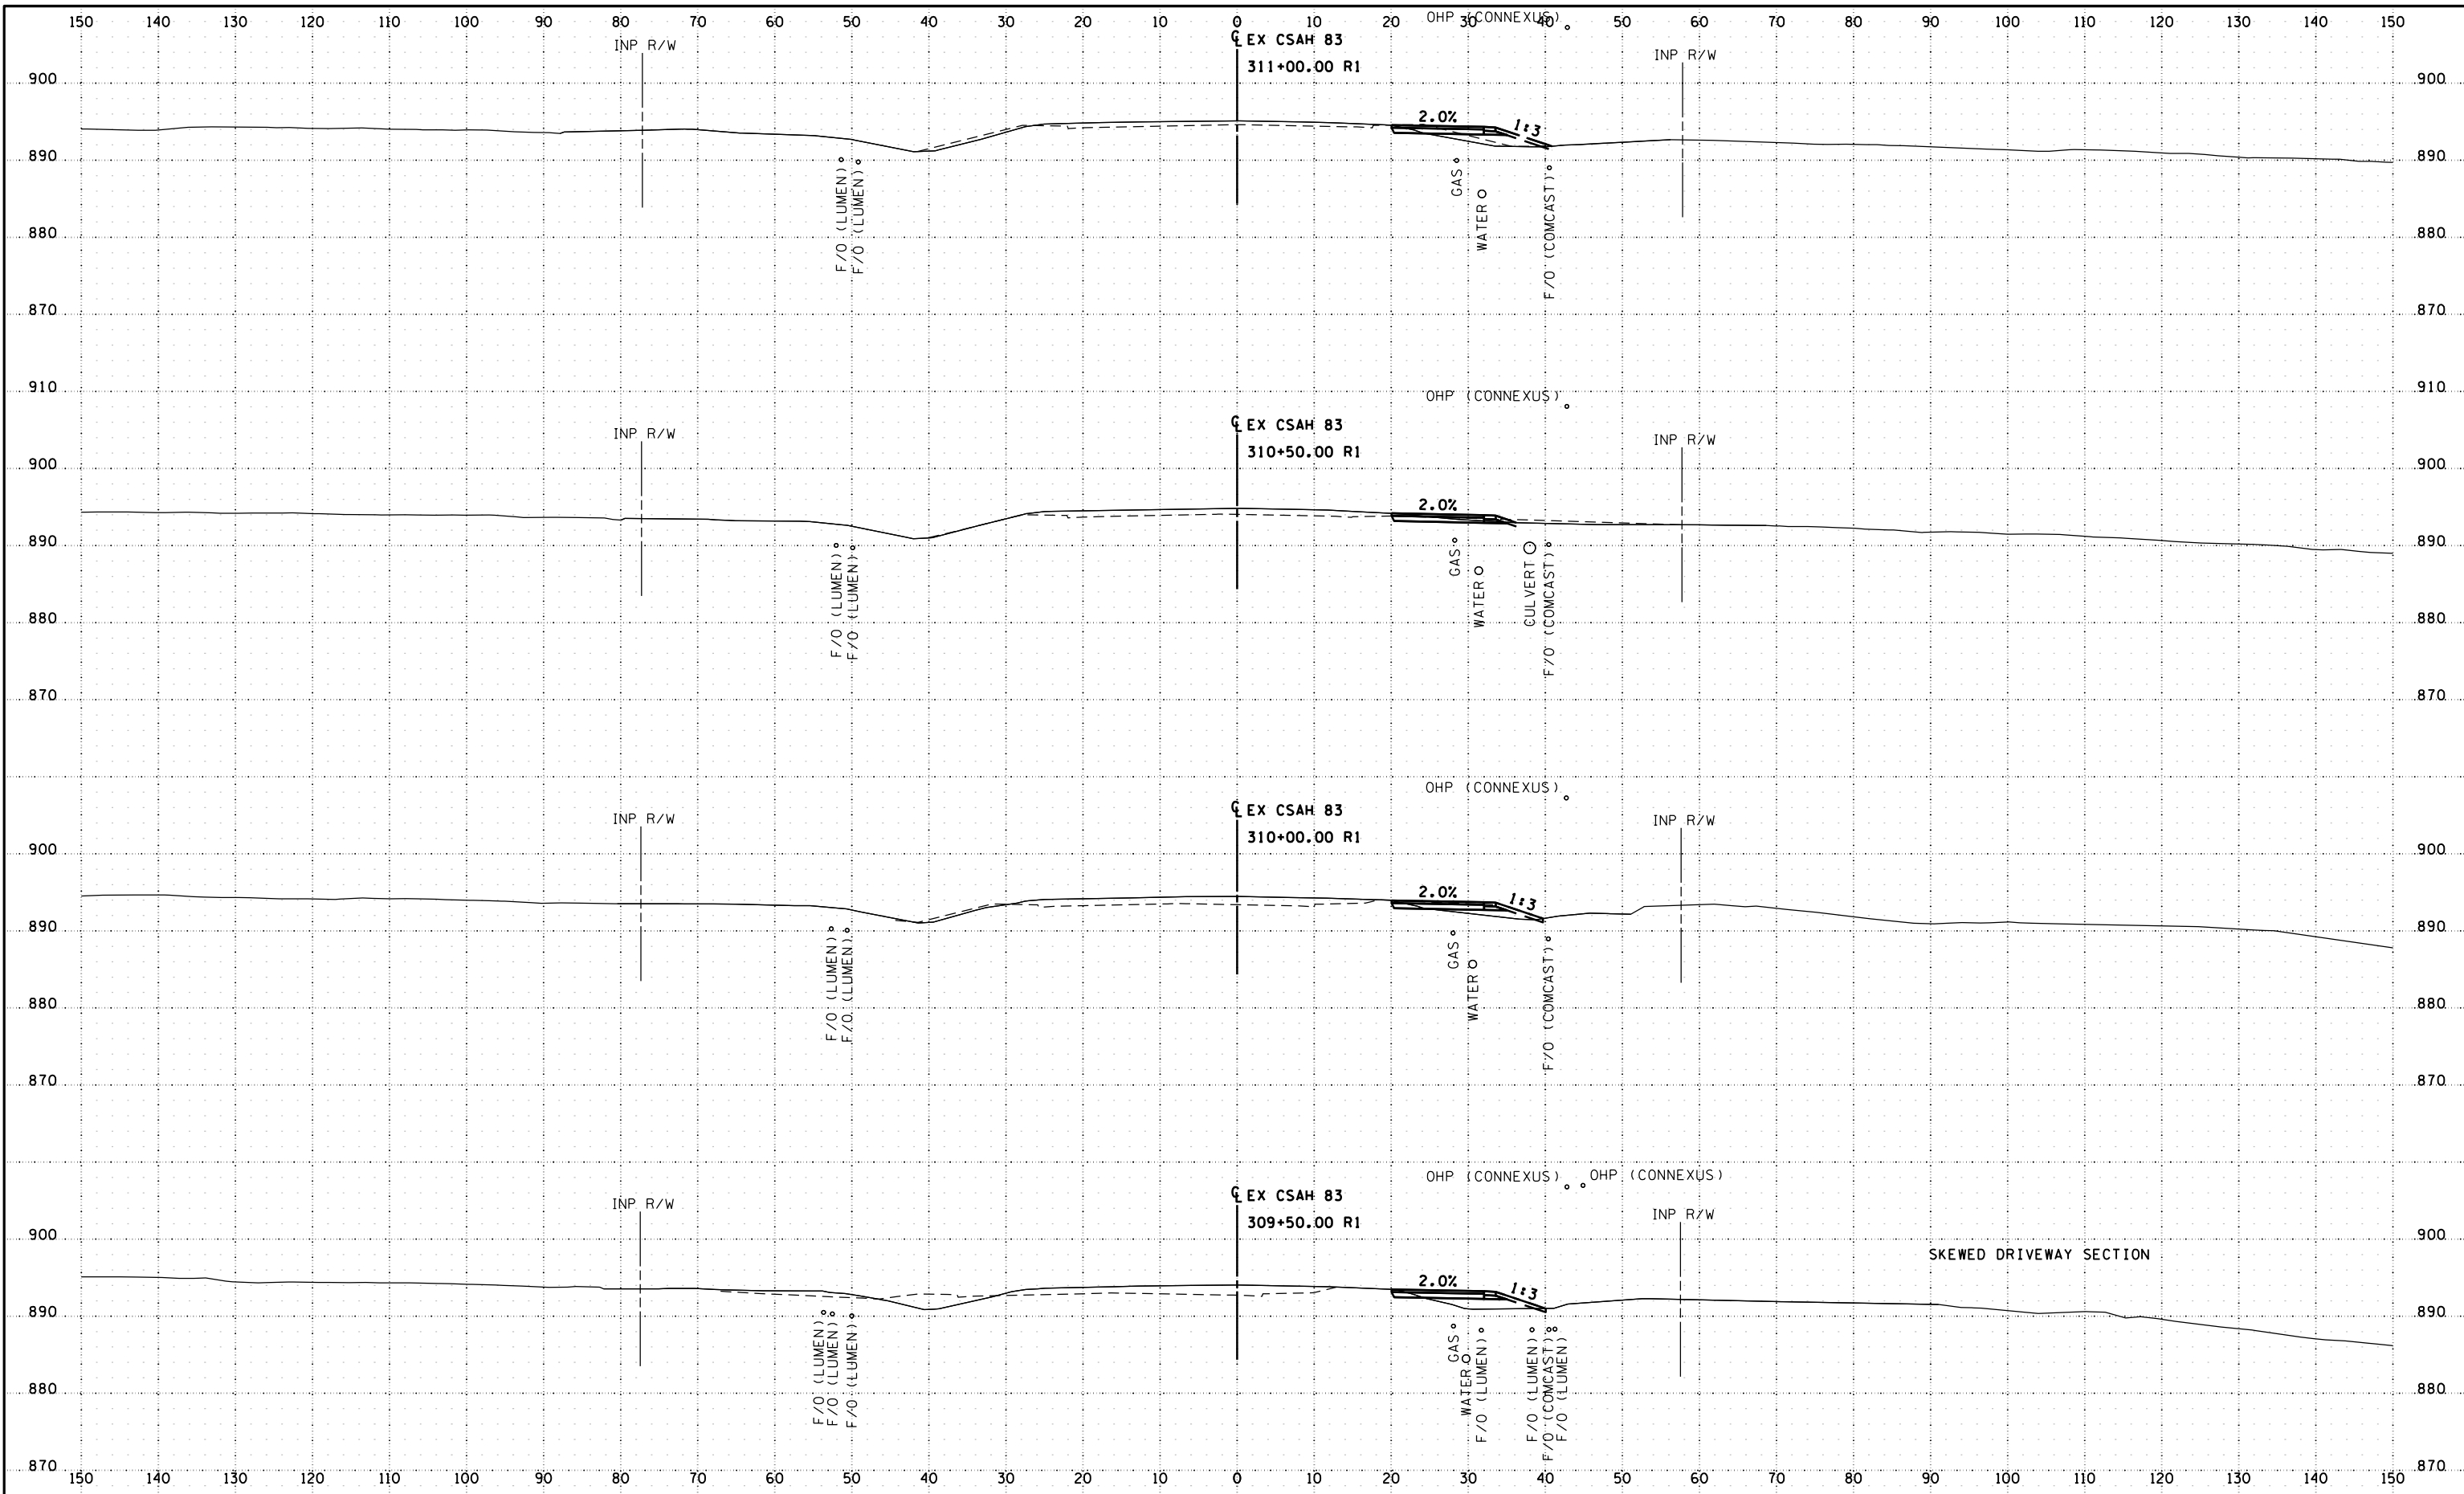 150 140 130 120 110 100 90 80 70 60 50 40 30 20 10 0 10 20 30 40 50 60 70 80 90 100 110 120 130 140 150
OHP (CONNEXUS)
INP R/W
℄ EX CSAH 83
INP R/W
311+00.00 R1
900 900
2.0%
1:3
890 890
F/O (LUMEN)
F/O (LUMEN)
GAS
WATER
F/O (COMCAST)
880 880
870 870
910 910
OHP (CONNEXUS)
INP R/W
℄ EX CSAH 83
INP R/W
310+50.00 R1
900 900
2.0%
890 890
F/O (LUMEN)
F/O (LUMEN)
GAS
WATER
CULVERT
F/O (COMCAST)
880 880
870 870
OHP (CONNEXUS)
INP R/W
℄ EX CSAH 83
INP R/W
310+00.00 R1
900 900
2.0%
1:3
890 890
F/O (LUMEN)
F/O (LUMEN)
GAS
WATER
F/O (COMCAST)
880 880
870 870
OHP (CONNEXUS)
OHP (CONNEXUS)
INP R/W
℄ EX CSAH 83
INP R/W
309+50.00 R1
900 900
SKEWED DRIVEWAY SECTION
2.0%
1:3
890 890
F/O (LUMEN)
F/O (LUMEN)
F/O (LUMEN)
GAS
WATER
F/O (LUMEN)
F/O (LUMEN)
F/O (COMCAST)
F/O (LUMEN)
880 880
870 870
150 140 130 120 110 100 90 80 70 60 50 40 30 20 10 0 10 20 30 40 50 60 70 80 90 100 110 120 130 140 150